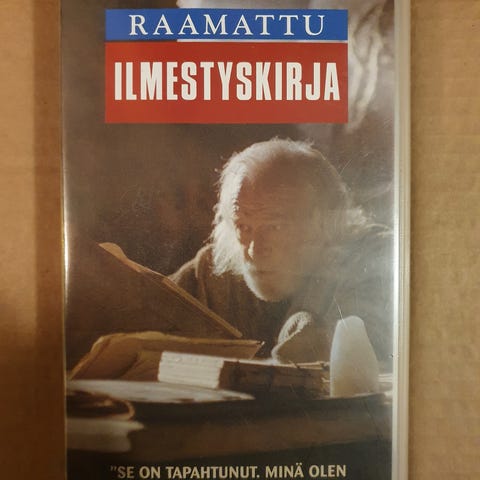 RAAMATTU
ILMESTYSKIRJA
"SE ON TAPAHTUNUT. MINÄ OLEN